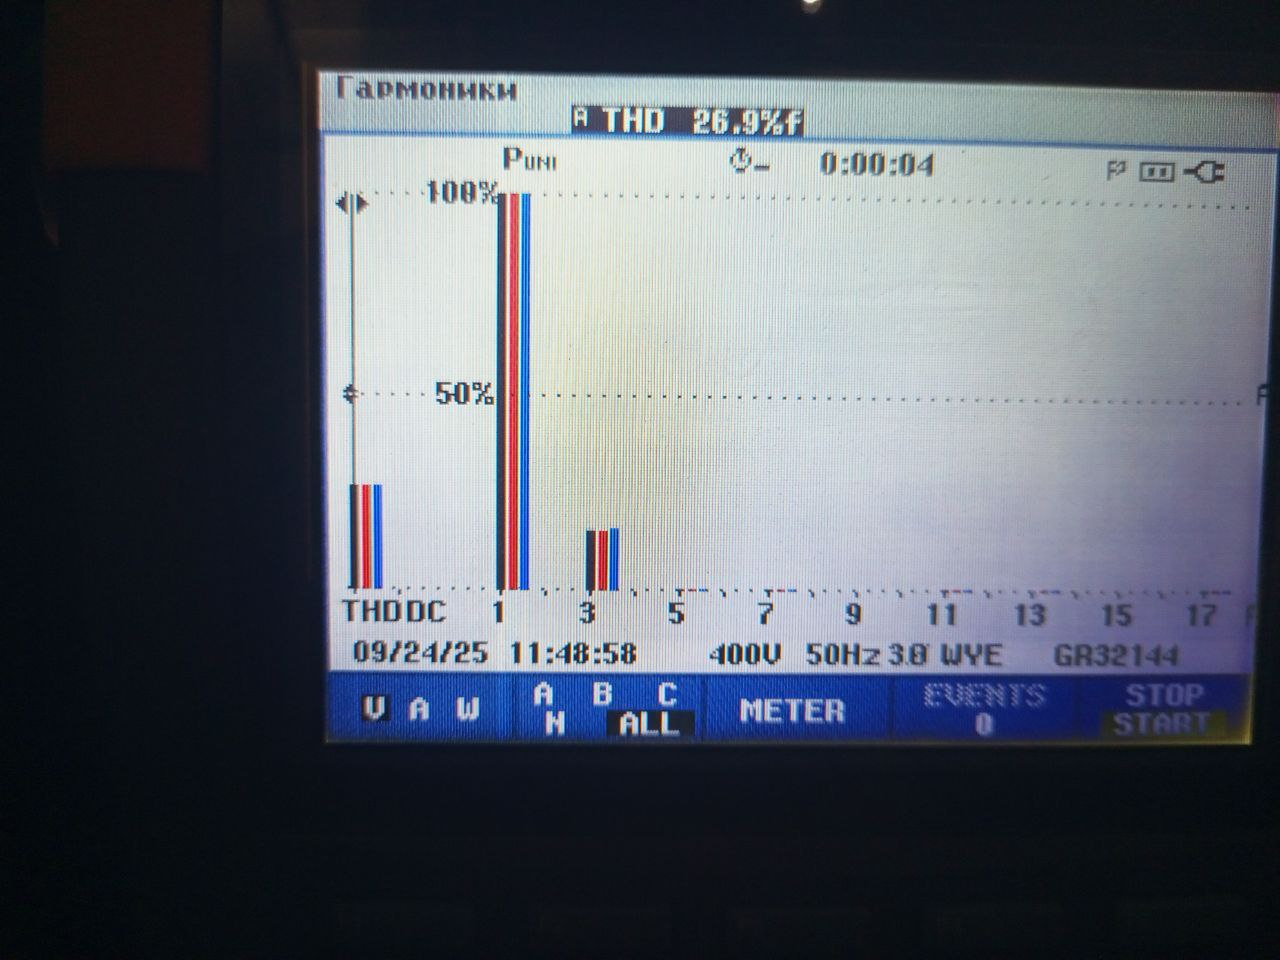 Гармоники
A THD 26.9%f
PUNI 0:00:04
100%
50%
THD DC 1 3 5 7 9 11 13 15 17
09/24/25 11:48:58 400V 50Hz 3.0 WYE GR32144
V A W A B C METER EVENTS STOP
N ALL 0 START